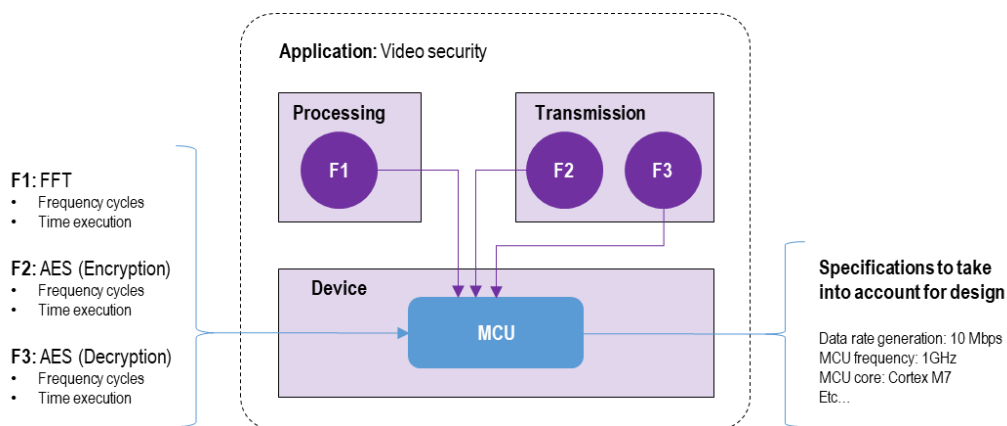 Application: Video security
Processing
Transmission
F1
F2
F3
F1: FFT
• Frequency cycles
• Time execution
F2: AES (Encryption)
• Frequency cycles
• Time execution
F3: AES (Decryption)
• Frequency cycles
• Time execution
Device
MCU
Specifications to take
into account for design
Data rate generation: 10 Mbps
MCU frequency: 1GHz
MCU core: Cortex M7
Etc…